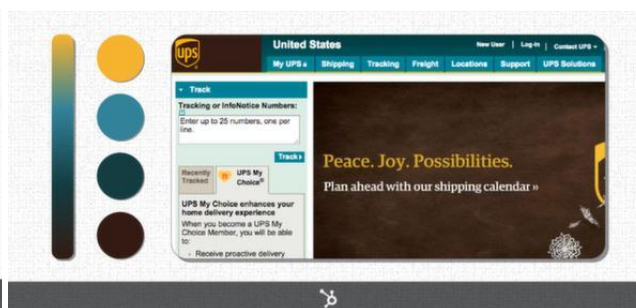 ups
United States
New User | Log-In | Contact UPS
My UPS Shipping Tracking Freight Locations Support UPS Solutions
Track
Tracking or InfoNotice Numbers:
Enter up to 25 numbers, one per
line.
Track
Recently
Tracked
UPS My
Choice®
UPS My Choice enhances your
home delivery experience
When you become a UPS My
Choice Member, you will be able
to:
Receive proactive delivery
Peace. Joy. Possibilities.
Plan ahead with our shipping calendar »